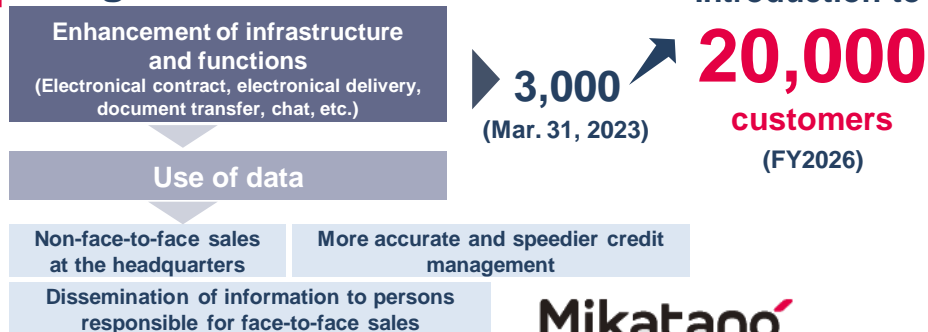 Introduction to
Enhancement of infrastructure
and functions
(Electronical contract, electronical delivery,
document transfer, chat, etc.)
3,000
(Mar. 31, 2023)
20,000
customers
(FY2026)
Use of data
Non-face-to-face sales
at the headquarters
More accurate and speedier credit
management
Dissemination of information to persons
responsible for face-to-face sales
Mikatano